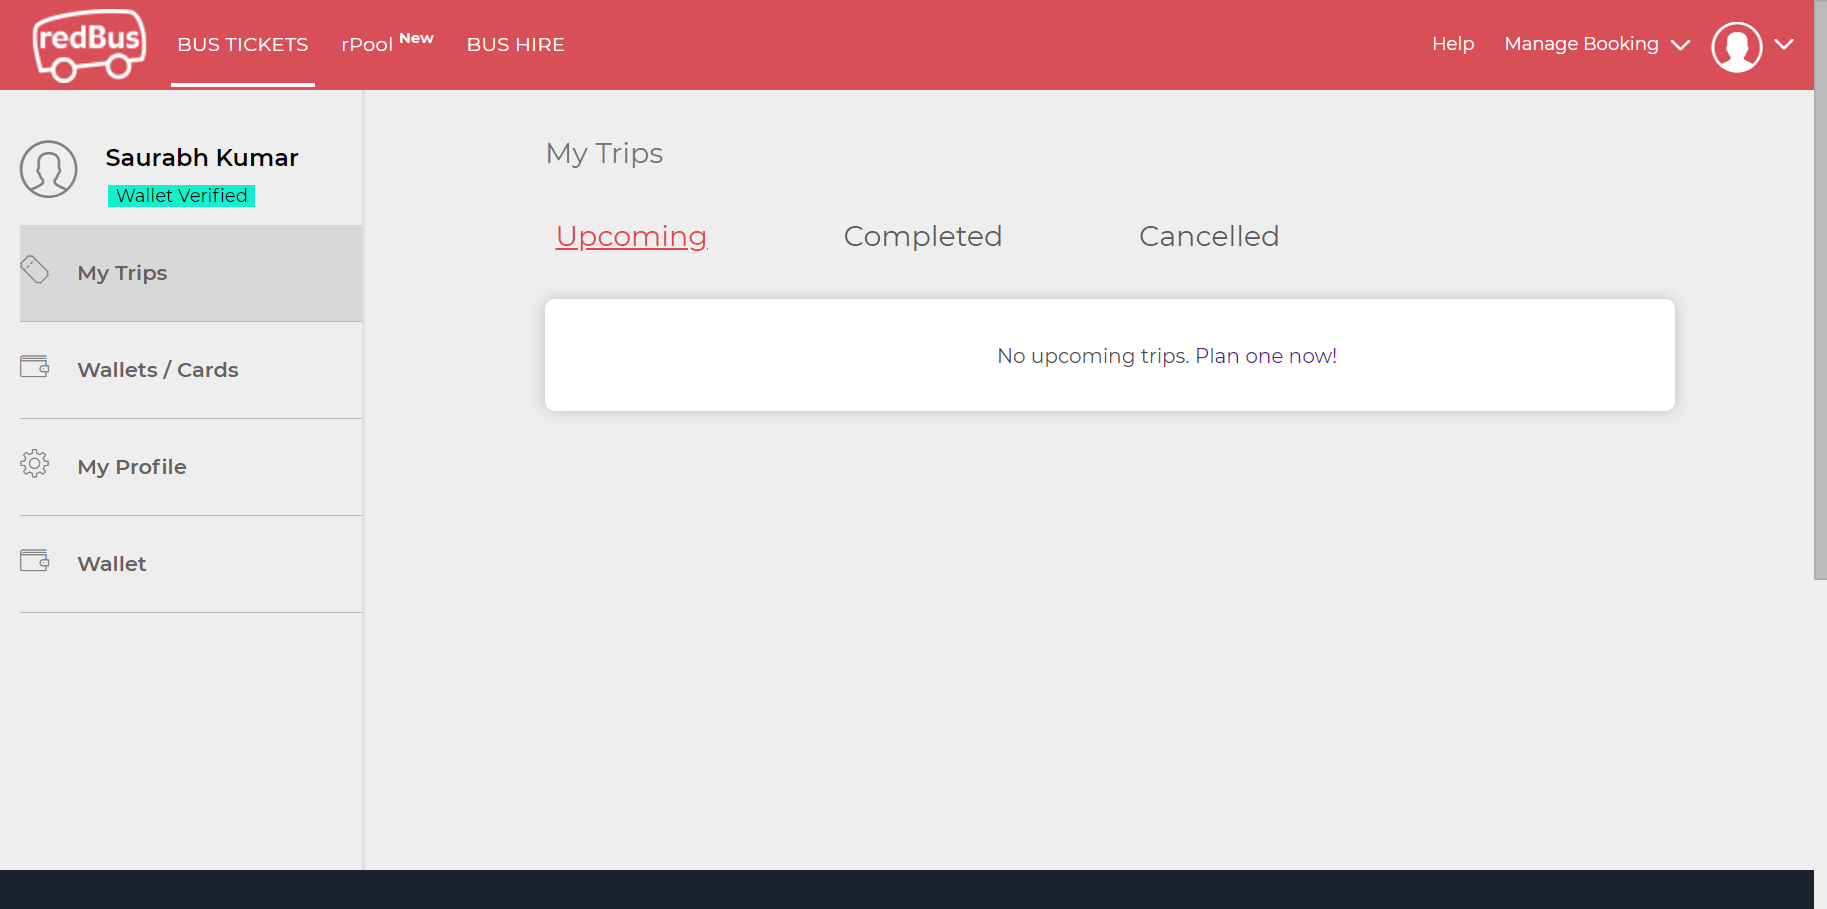 redBus BUS TICKETS rPool New BUS HIRE Help Manage Booking
Saurabh Kumar
Wallet Verified
My Trips
Wallets / Cards
My Profile
Wallet
My Trips
Upcoming Completed Cancelled
No upcoming trips. Plan one now!